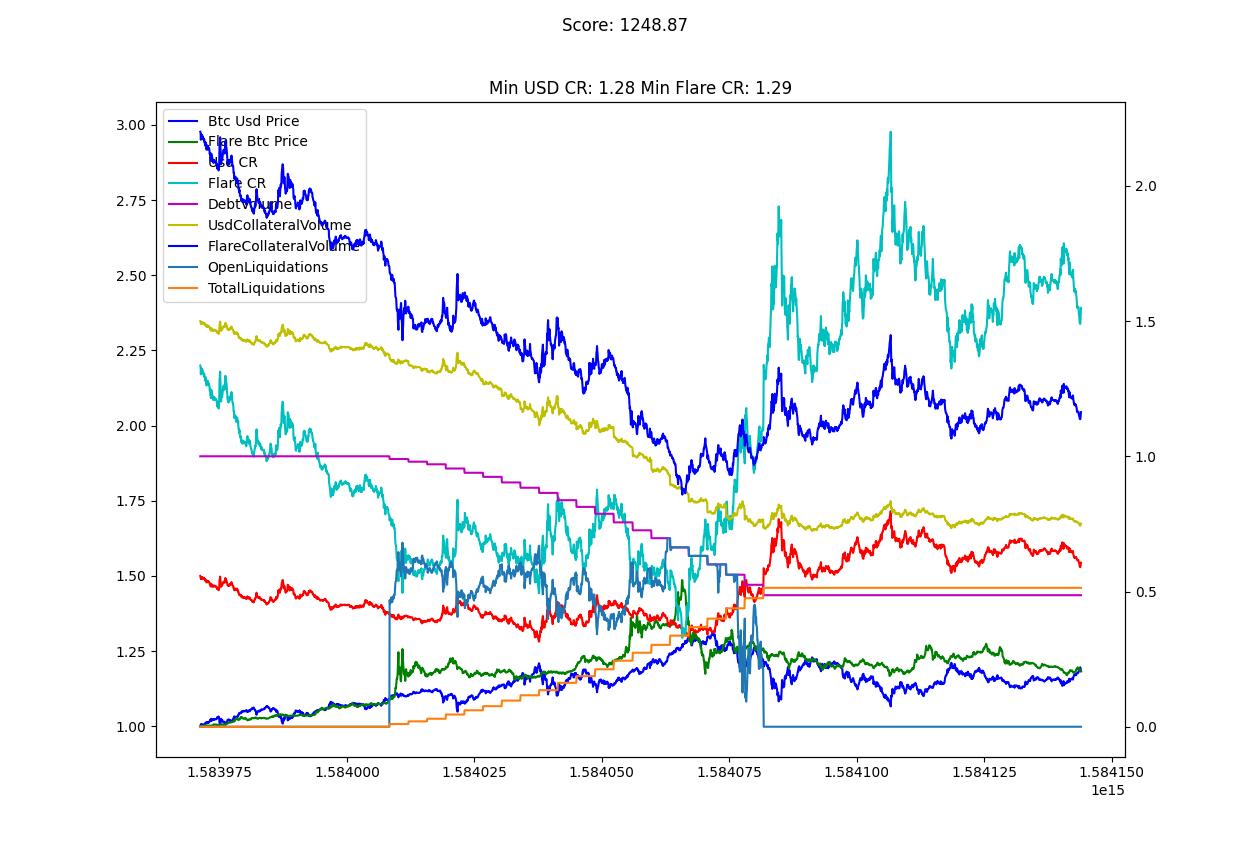 Score: 1248.87
Min USD CR: 1.28 Min Flare CR: 1.29
Btc Usd Price
Flare Btc Price
Usd CR
Flare CR
DebtVolume
UsdCollateralVolume
FlareCollateralVolume
OpenLiquidations
TotalLiquidations
3.00
2.75
2.50
2.25
2.00
1.75
1.50
1.25
1.00
2.0
1.5
1.0
0.5
0.0
1.583975 1.584000 1.584025 1.584050 1.584075 1.584100 1.584125 1.584150
1e15